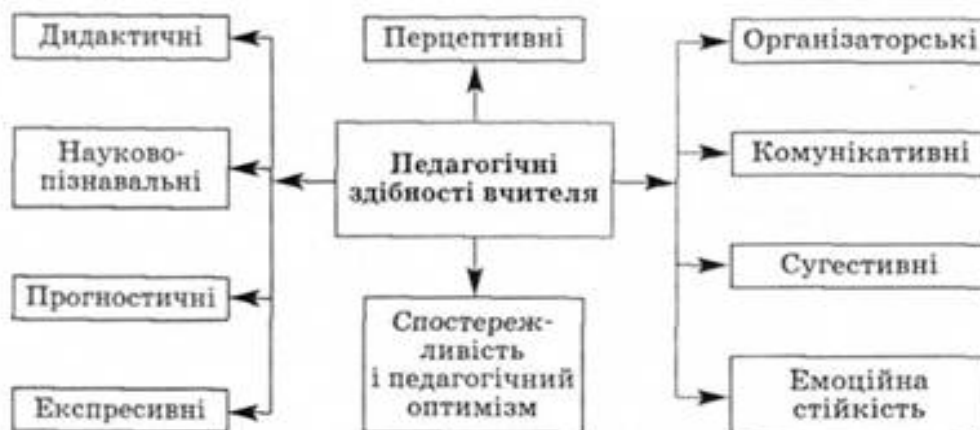 Дидактичні
Науково-
пізнавальні
Прогностичні
Експресивні
Перцептивні
Педагогічні
здібності вчителя
Спостереж-
ливість
і педагогічний
оптимізм
Організаторські
Комунікативні
Сугестивні
Емоційна
стійкість